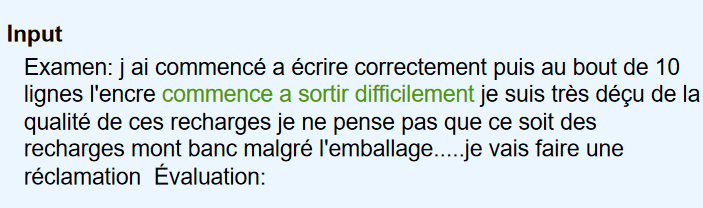 Input
Examen: j ai commencé a écrire correctement puis au bout de 10
lignes l'encre commence a sortir difficilement je suis très déçu de la
qualité de ces recharges je ne pense pas que ce soit des
recharges mont banc malgré l'emballage.....je vais faire une
réclamation  Évaluation: